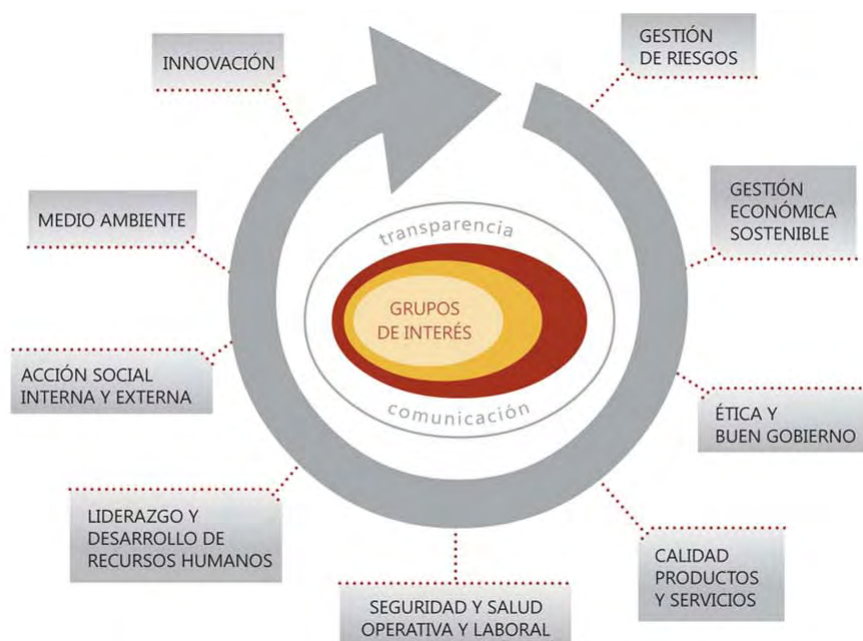 INNOVACIÓN
GESTIÓN
DE RIESGOS
MEDIO AMBIENTE
GESTIÓN
ECONÓMICA
SOSTENIBLE
transparencia
GRUPOS
DE INTERÉS
comunicación
ACCIÓN SOCIAL
INTERNA Y EXTERNA
ÉTICA Y
BUEN GOBIERNO
LIDERAZGO Y
DESARROLLO DE
RECURSOS HUMANOS
CALIDAD
PRODUCTOS
Y SERVICIOS
SEGURIDAD Y SALUD
OPERATIVA Y LABORAL